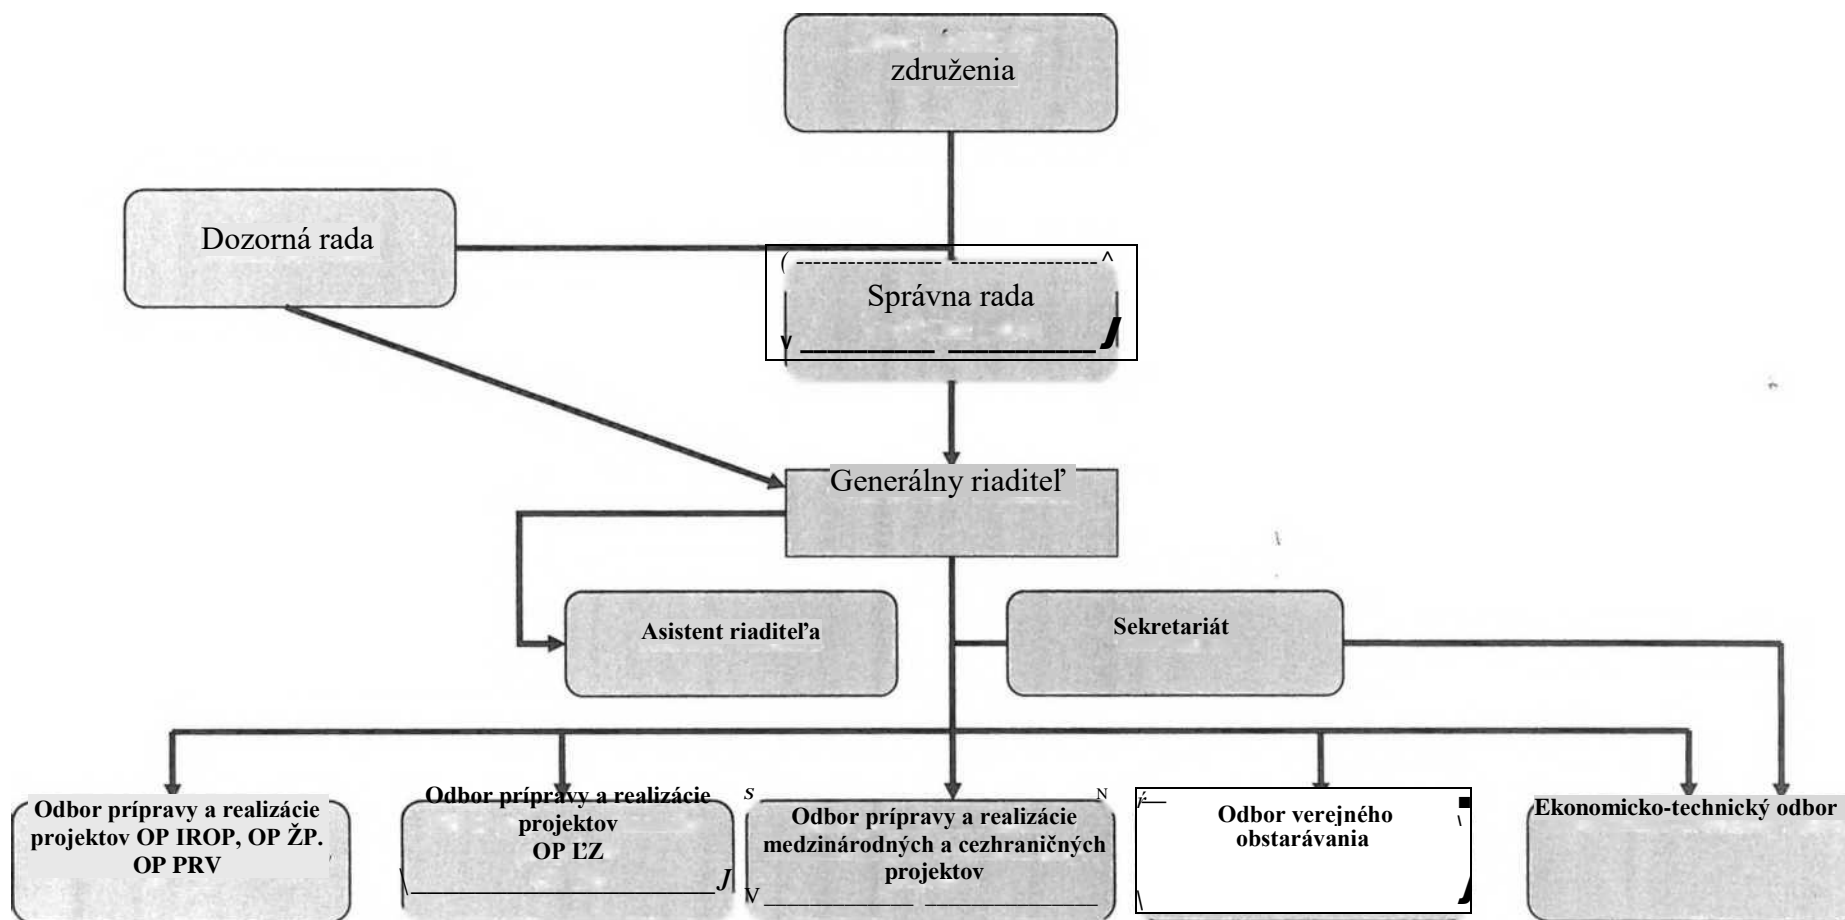 združenia
Dozorná rada
Správna rada
Generálny riaditeľ
Asistent riaditeľa
Sekretariát
Odbor prípravy a realizácie
projektov OP IROP, OP ŽP.
OP PRV
Odbor prípravy a realizácie
projektov
OP ĽZ
Odbor prípravy a realizácie
medzinárodných a cezhraničných
projektov
Odbor verejného
obstarávania
Ekonomicko-technický odbor